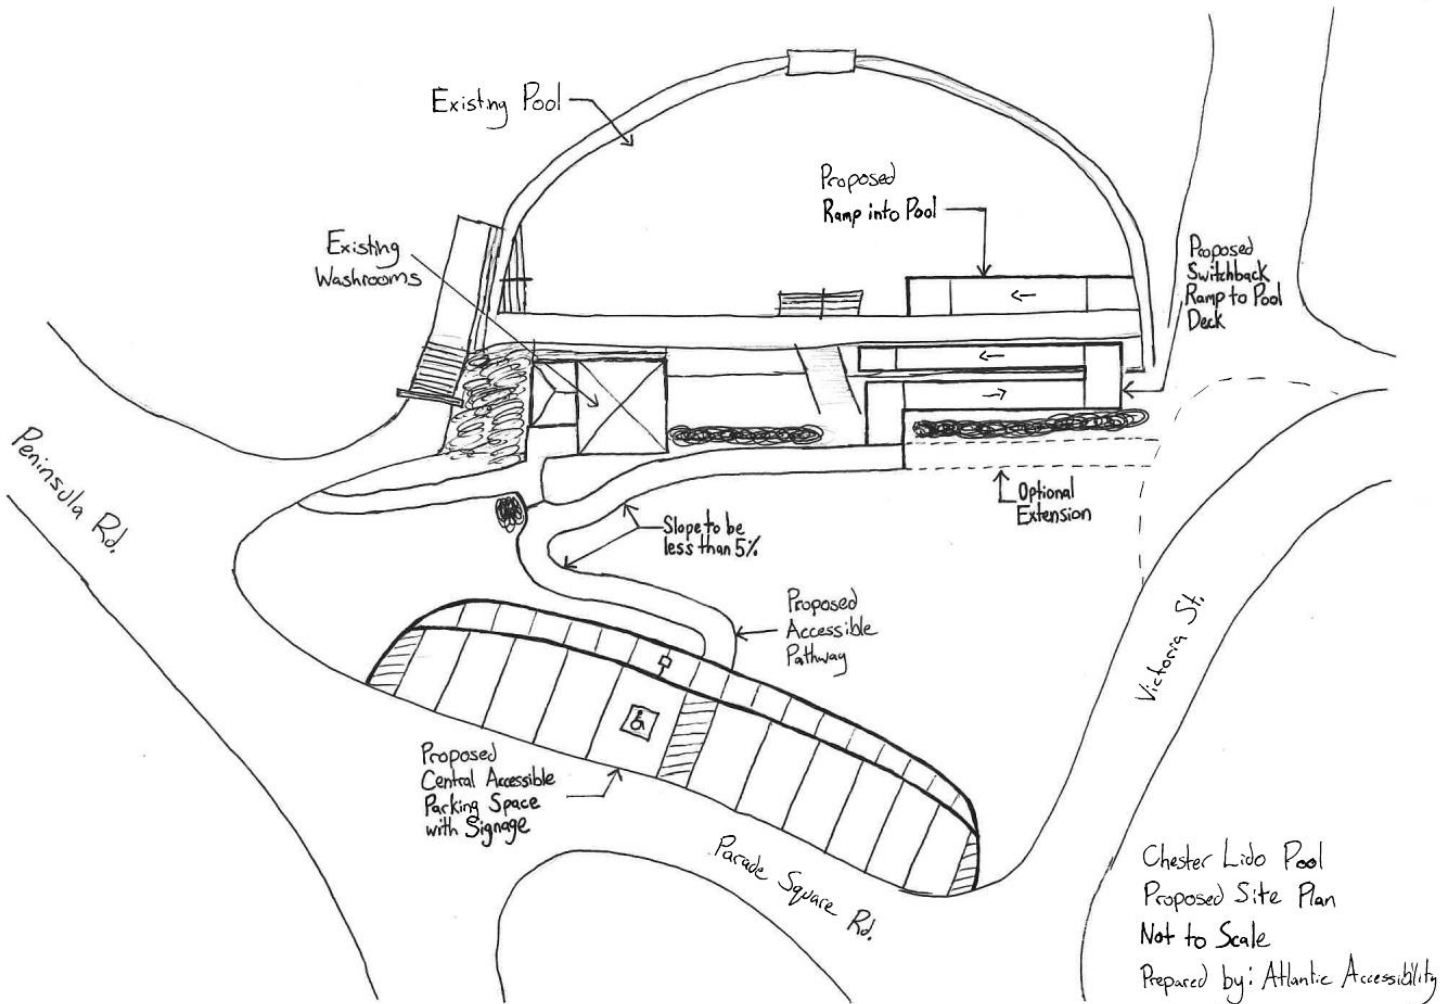 Existing Pool
Proposed
Ramp into Pool
Existing
Washrooms
Proposed
Switchback
Ramp to Pool
Deck
Peninsula Rd.
Optional
Extension
Slope to be
less than 5%
Proposed
Accessible
Pathway
Victoria St.
Proposed
Central Accessible
Parking Space
with Signage
Parade Square Rd.
Chester Lido Pool
Proposed Site Plan
Not to Scale
Prepared by: Atlantic Accessibility